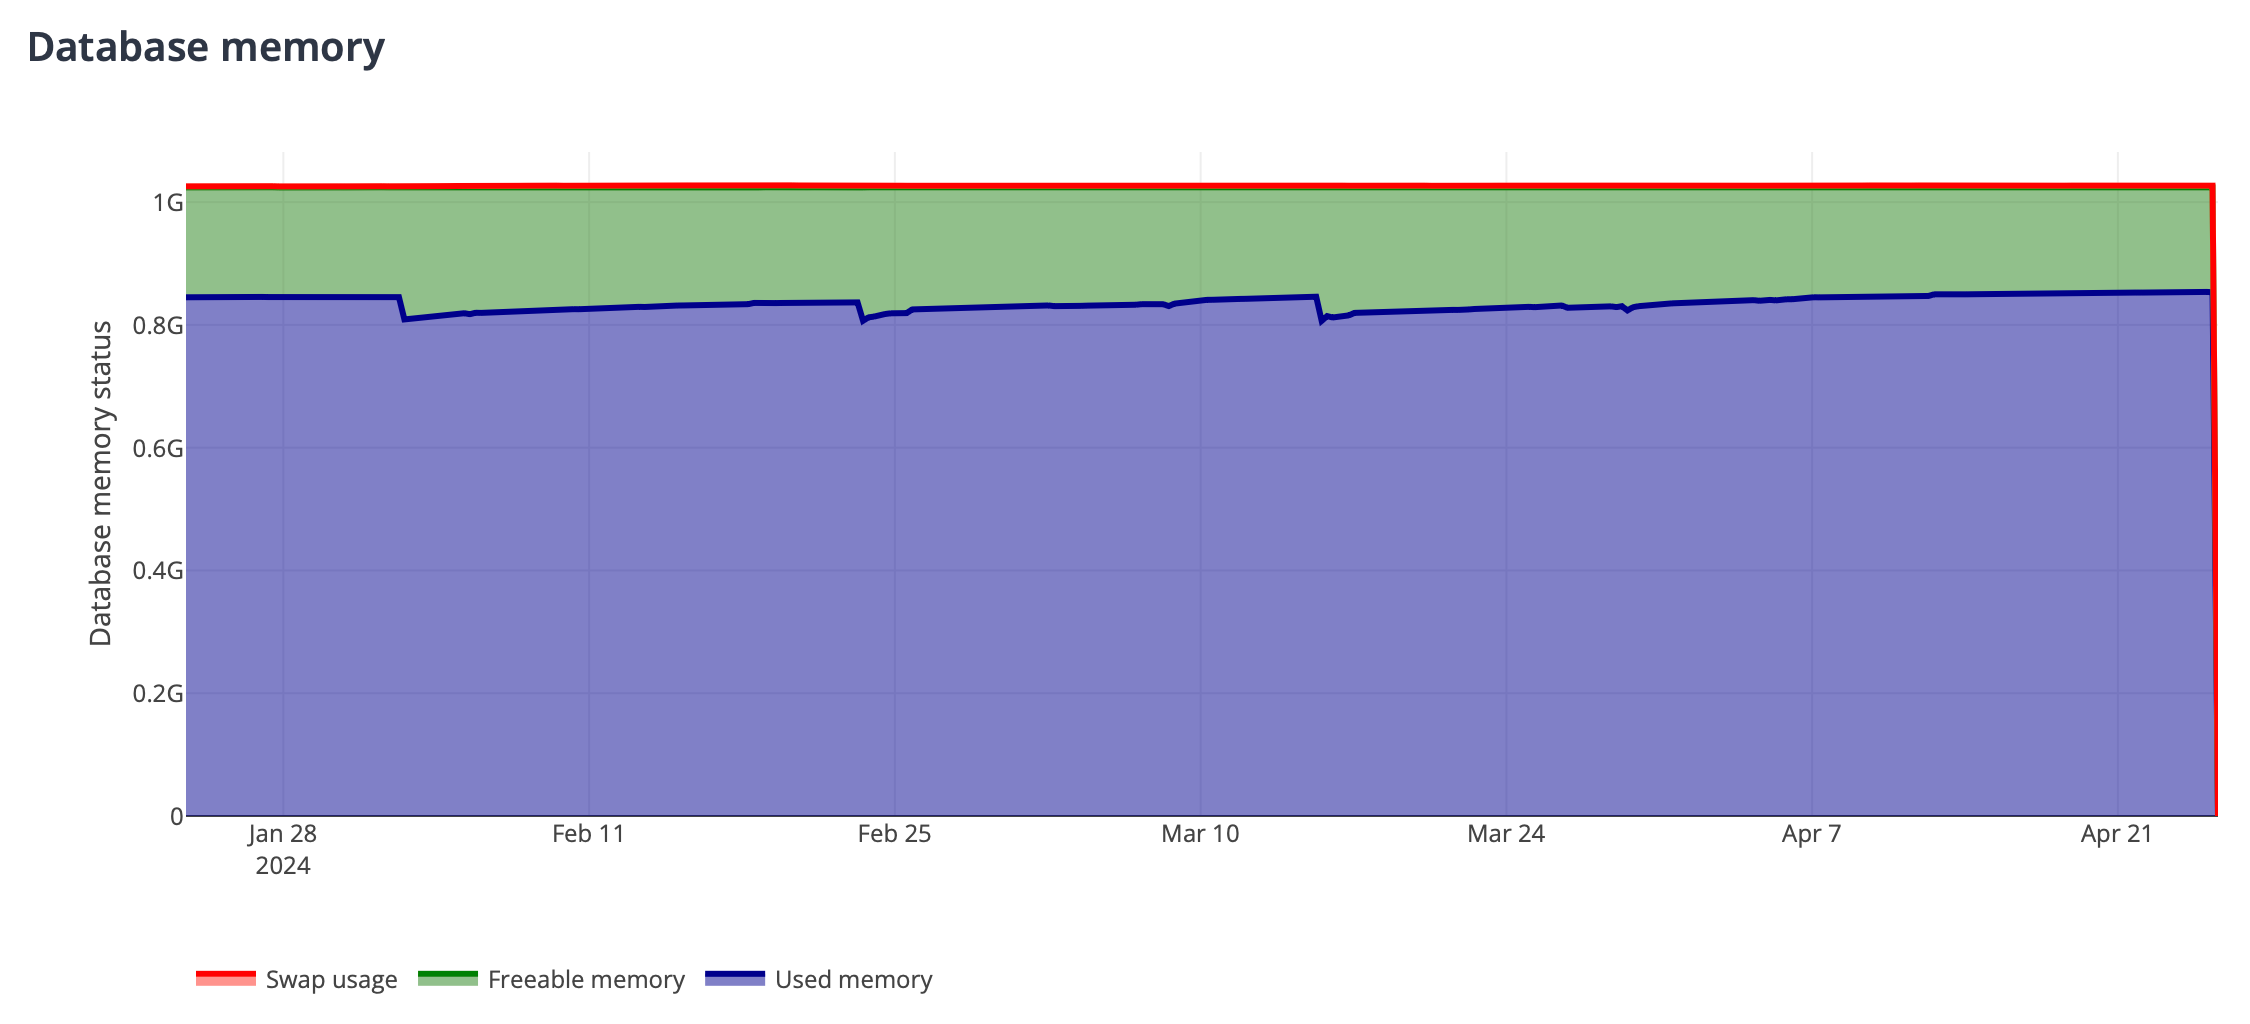 Database memory
Database memory status
1G
0.8G
0.6G
0.4G
0.2G
0
Jan 28
2024
Feb 11
Feb 25
Mar 10
Mar 24
Apr 7
Apr 21
Swap usage
Freeable memory
Used memory